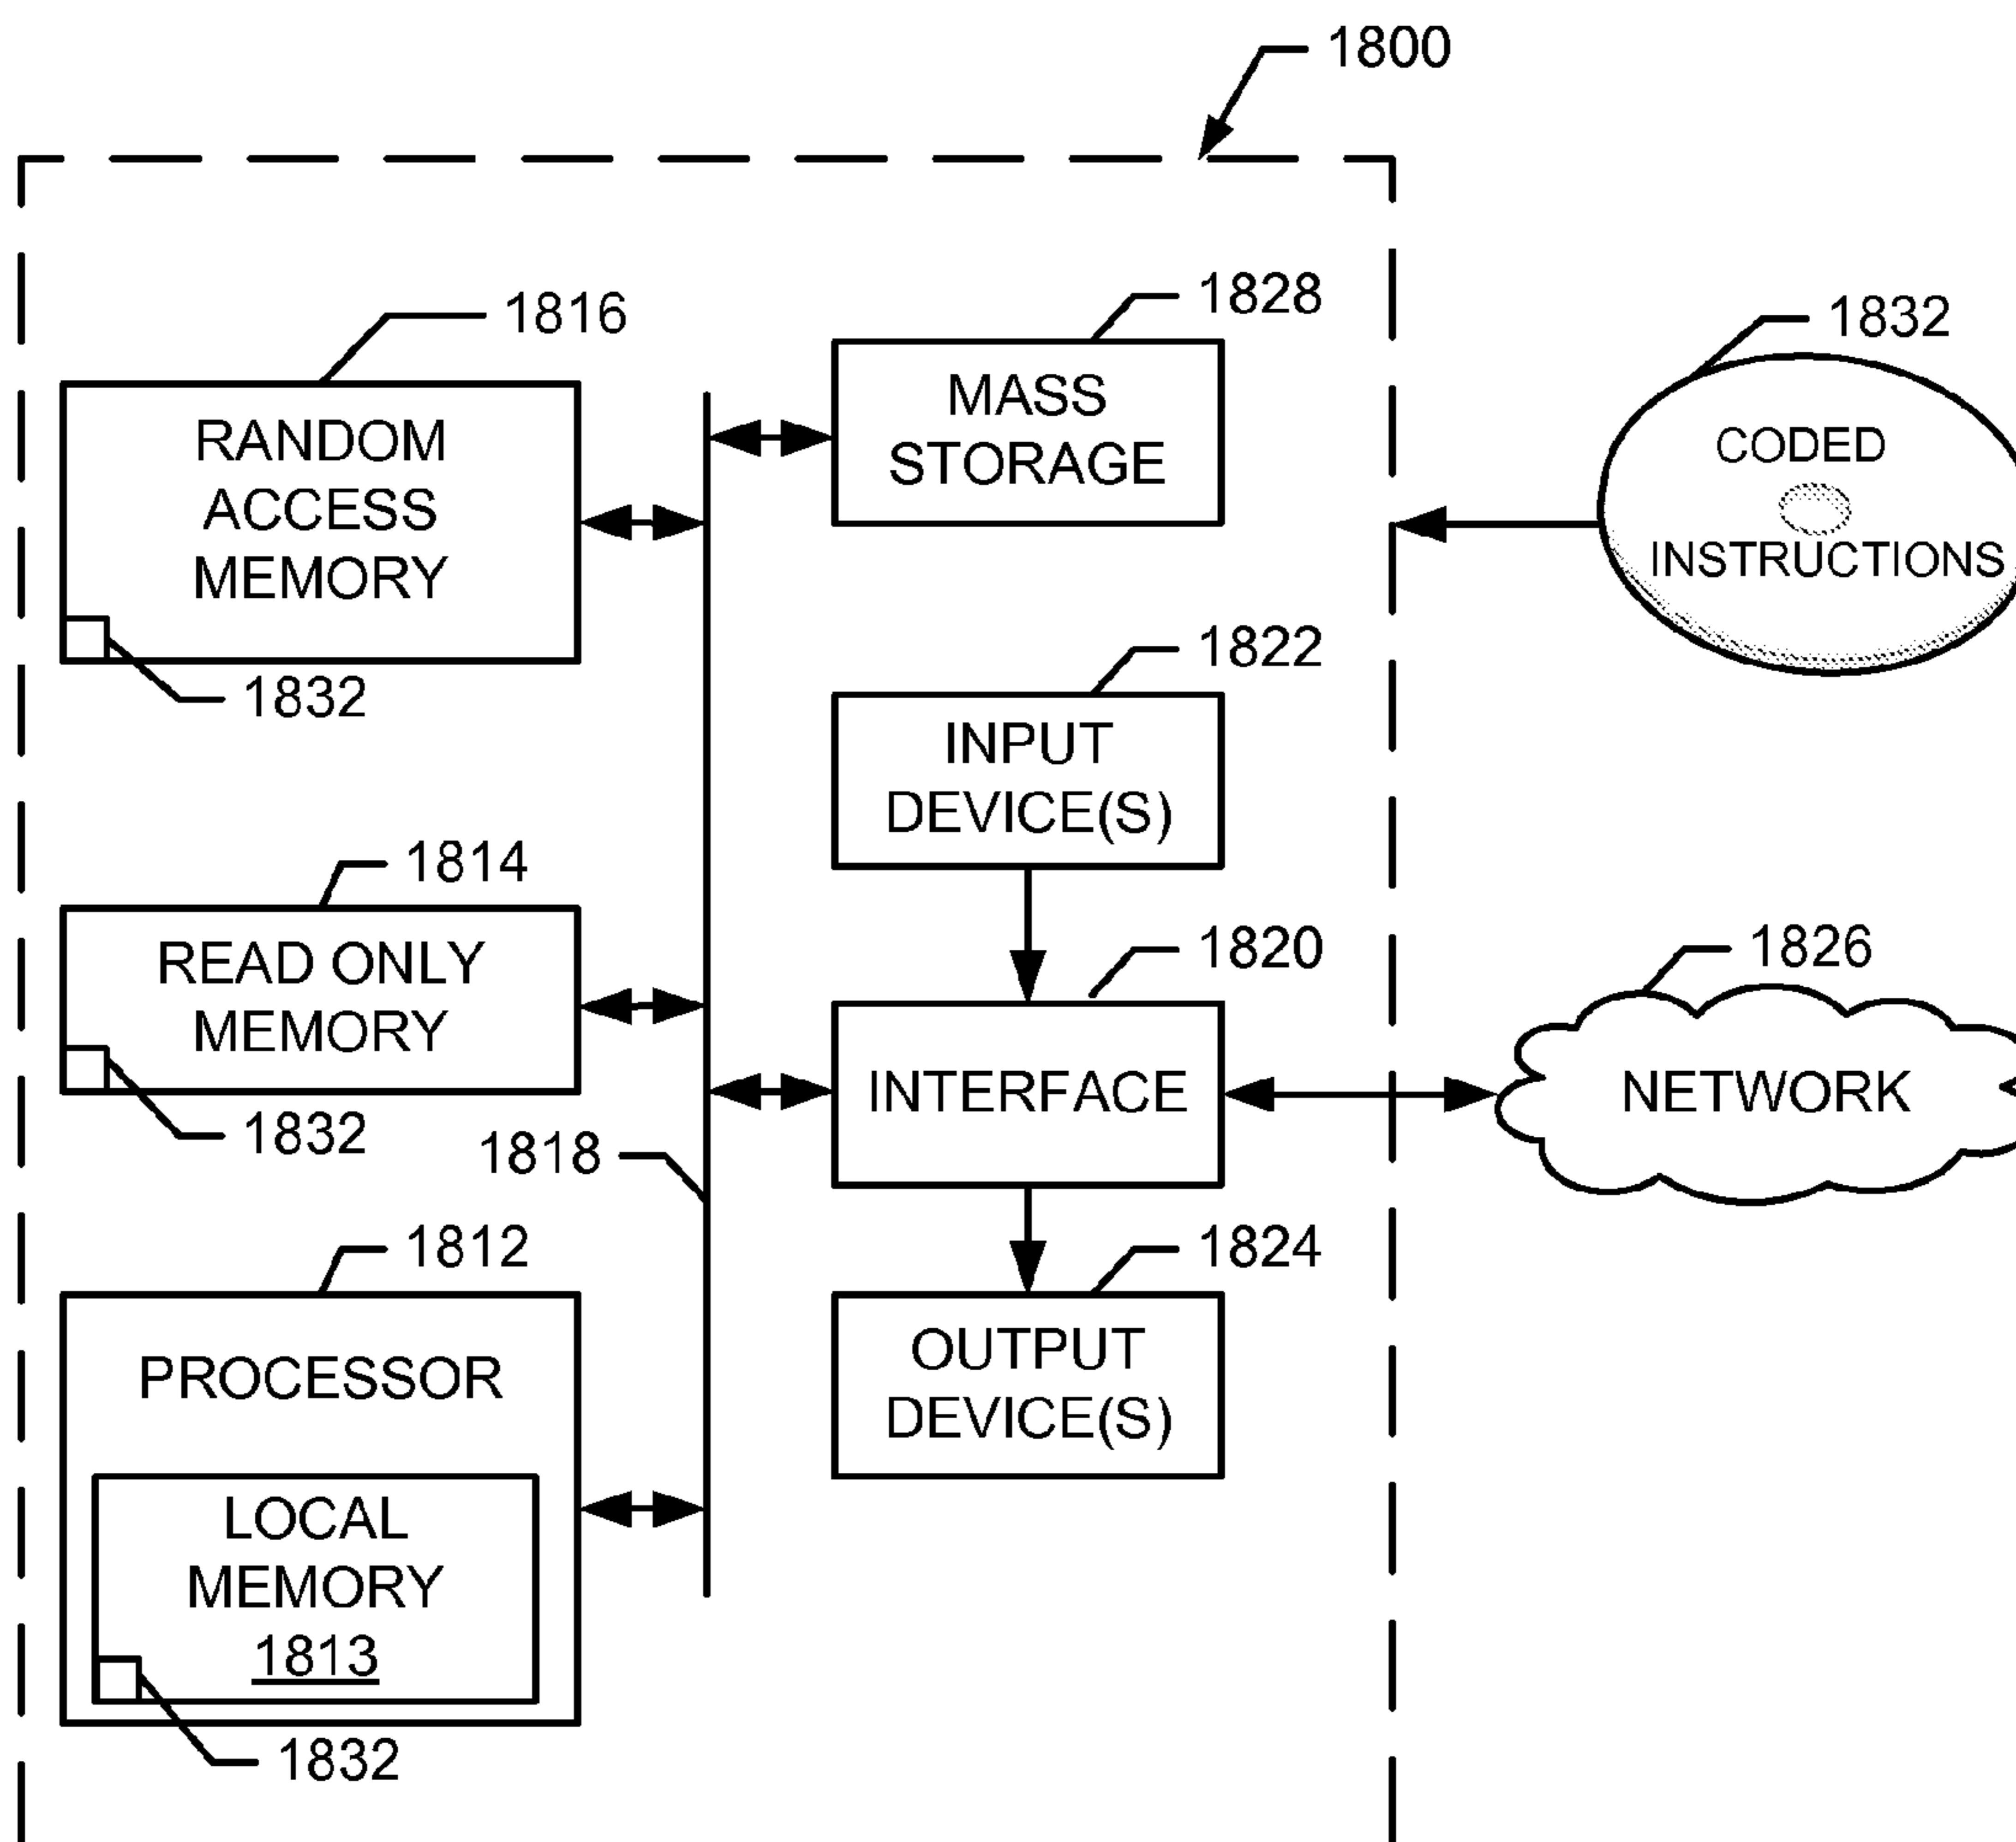 1800
1816
RANDOM
ACCESS
MEMORY
1832
1828
MASS
STORAGE
1832
CODED
INSTRUCTIONS
1822
INPUT
DEVICE(S)
1814
READ ONLY
MEMORY
1832
1820
INTERFACE
1826
NETWORK
1818
1812
PROCESSOR
LOCAL
MEMORY
1813
1832
1824
OUTPUT
DEVICE(S)